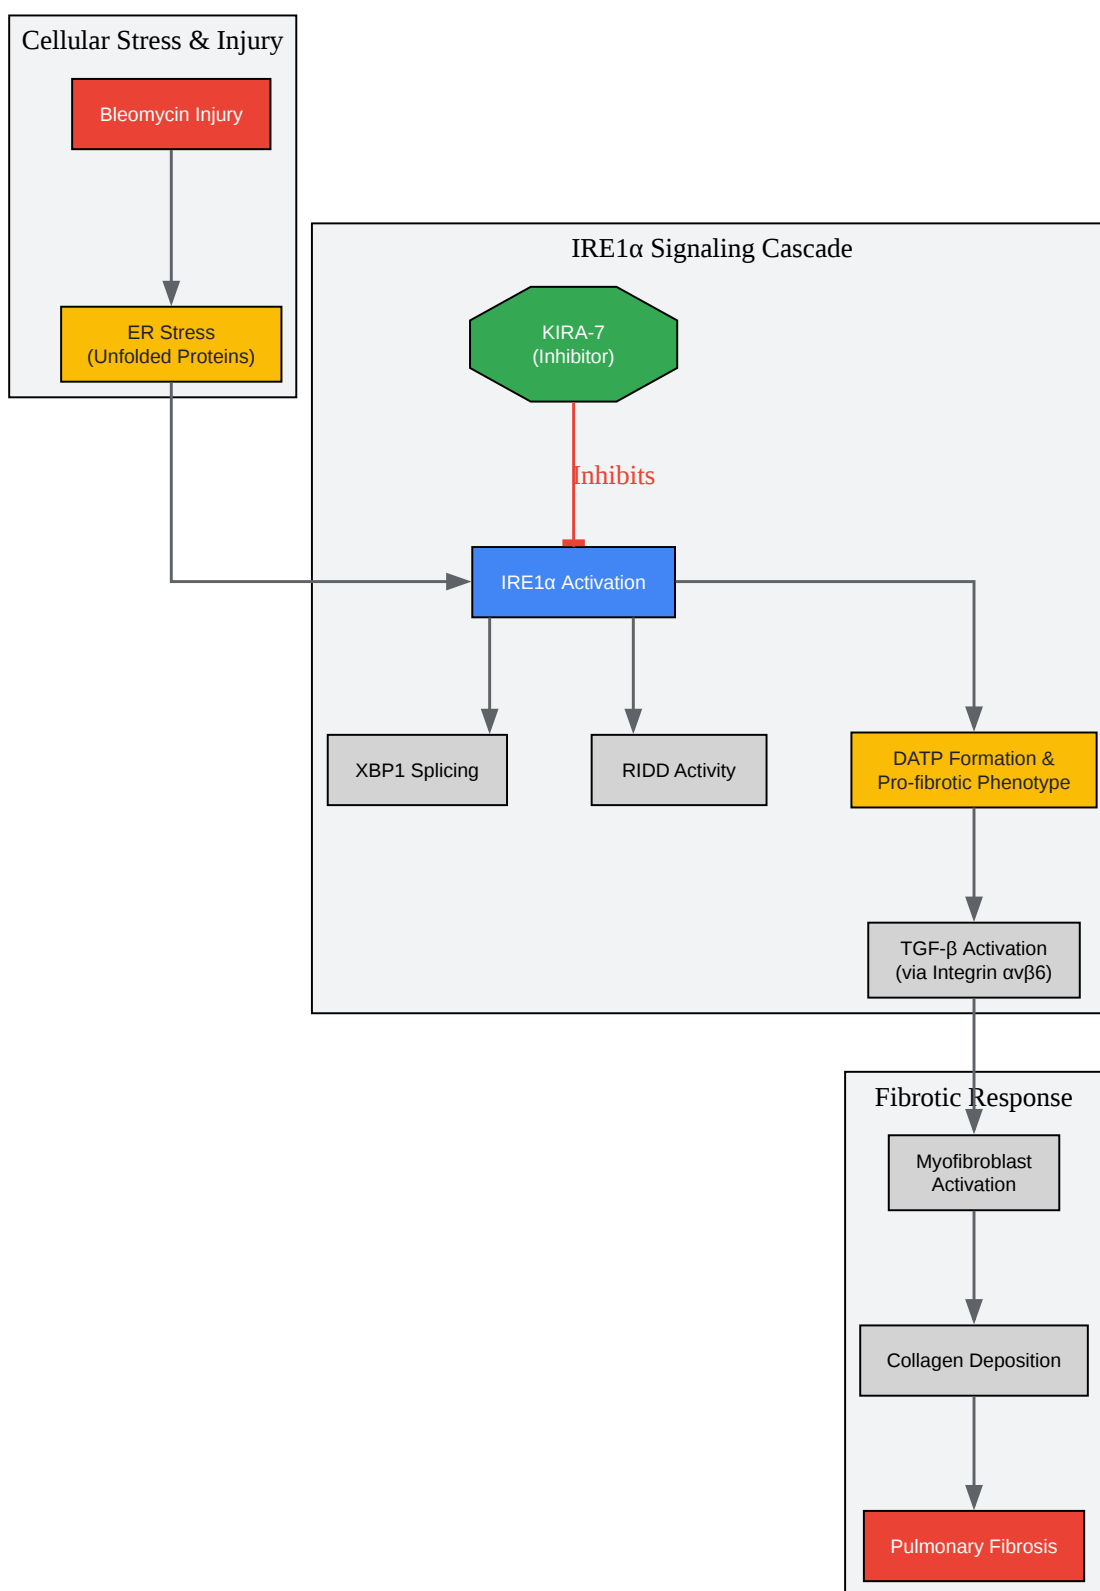 Cellular Stress & Injury
Bleomycin Injury
ER Stress
(Unfolded Proteins)
IRE1α Signaling Cascade
KIRA-7
(Inhibitor)
Inhibits
IRE1α Activation
XBP1 Splicing
RIDD Activity
DATP Formation &
Pro-fibrotic Phenotype
TGF-β Activation
(via Integrin αvβ6)
Fibrotic Response
Myofibroblast
Activation
Collagen Deposition
Pulmonary Fibrosis